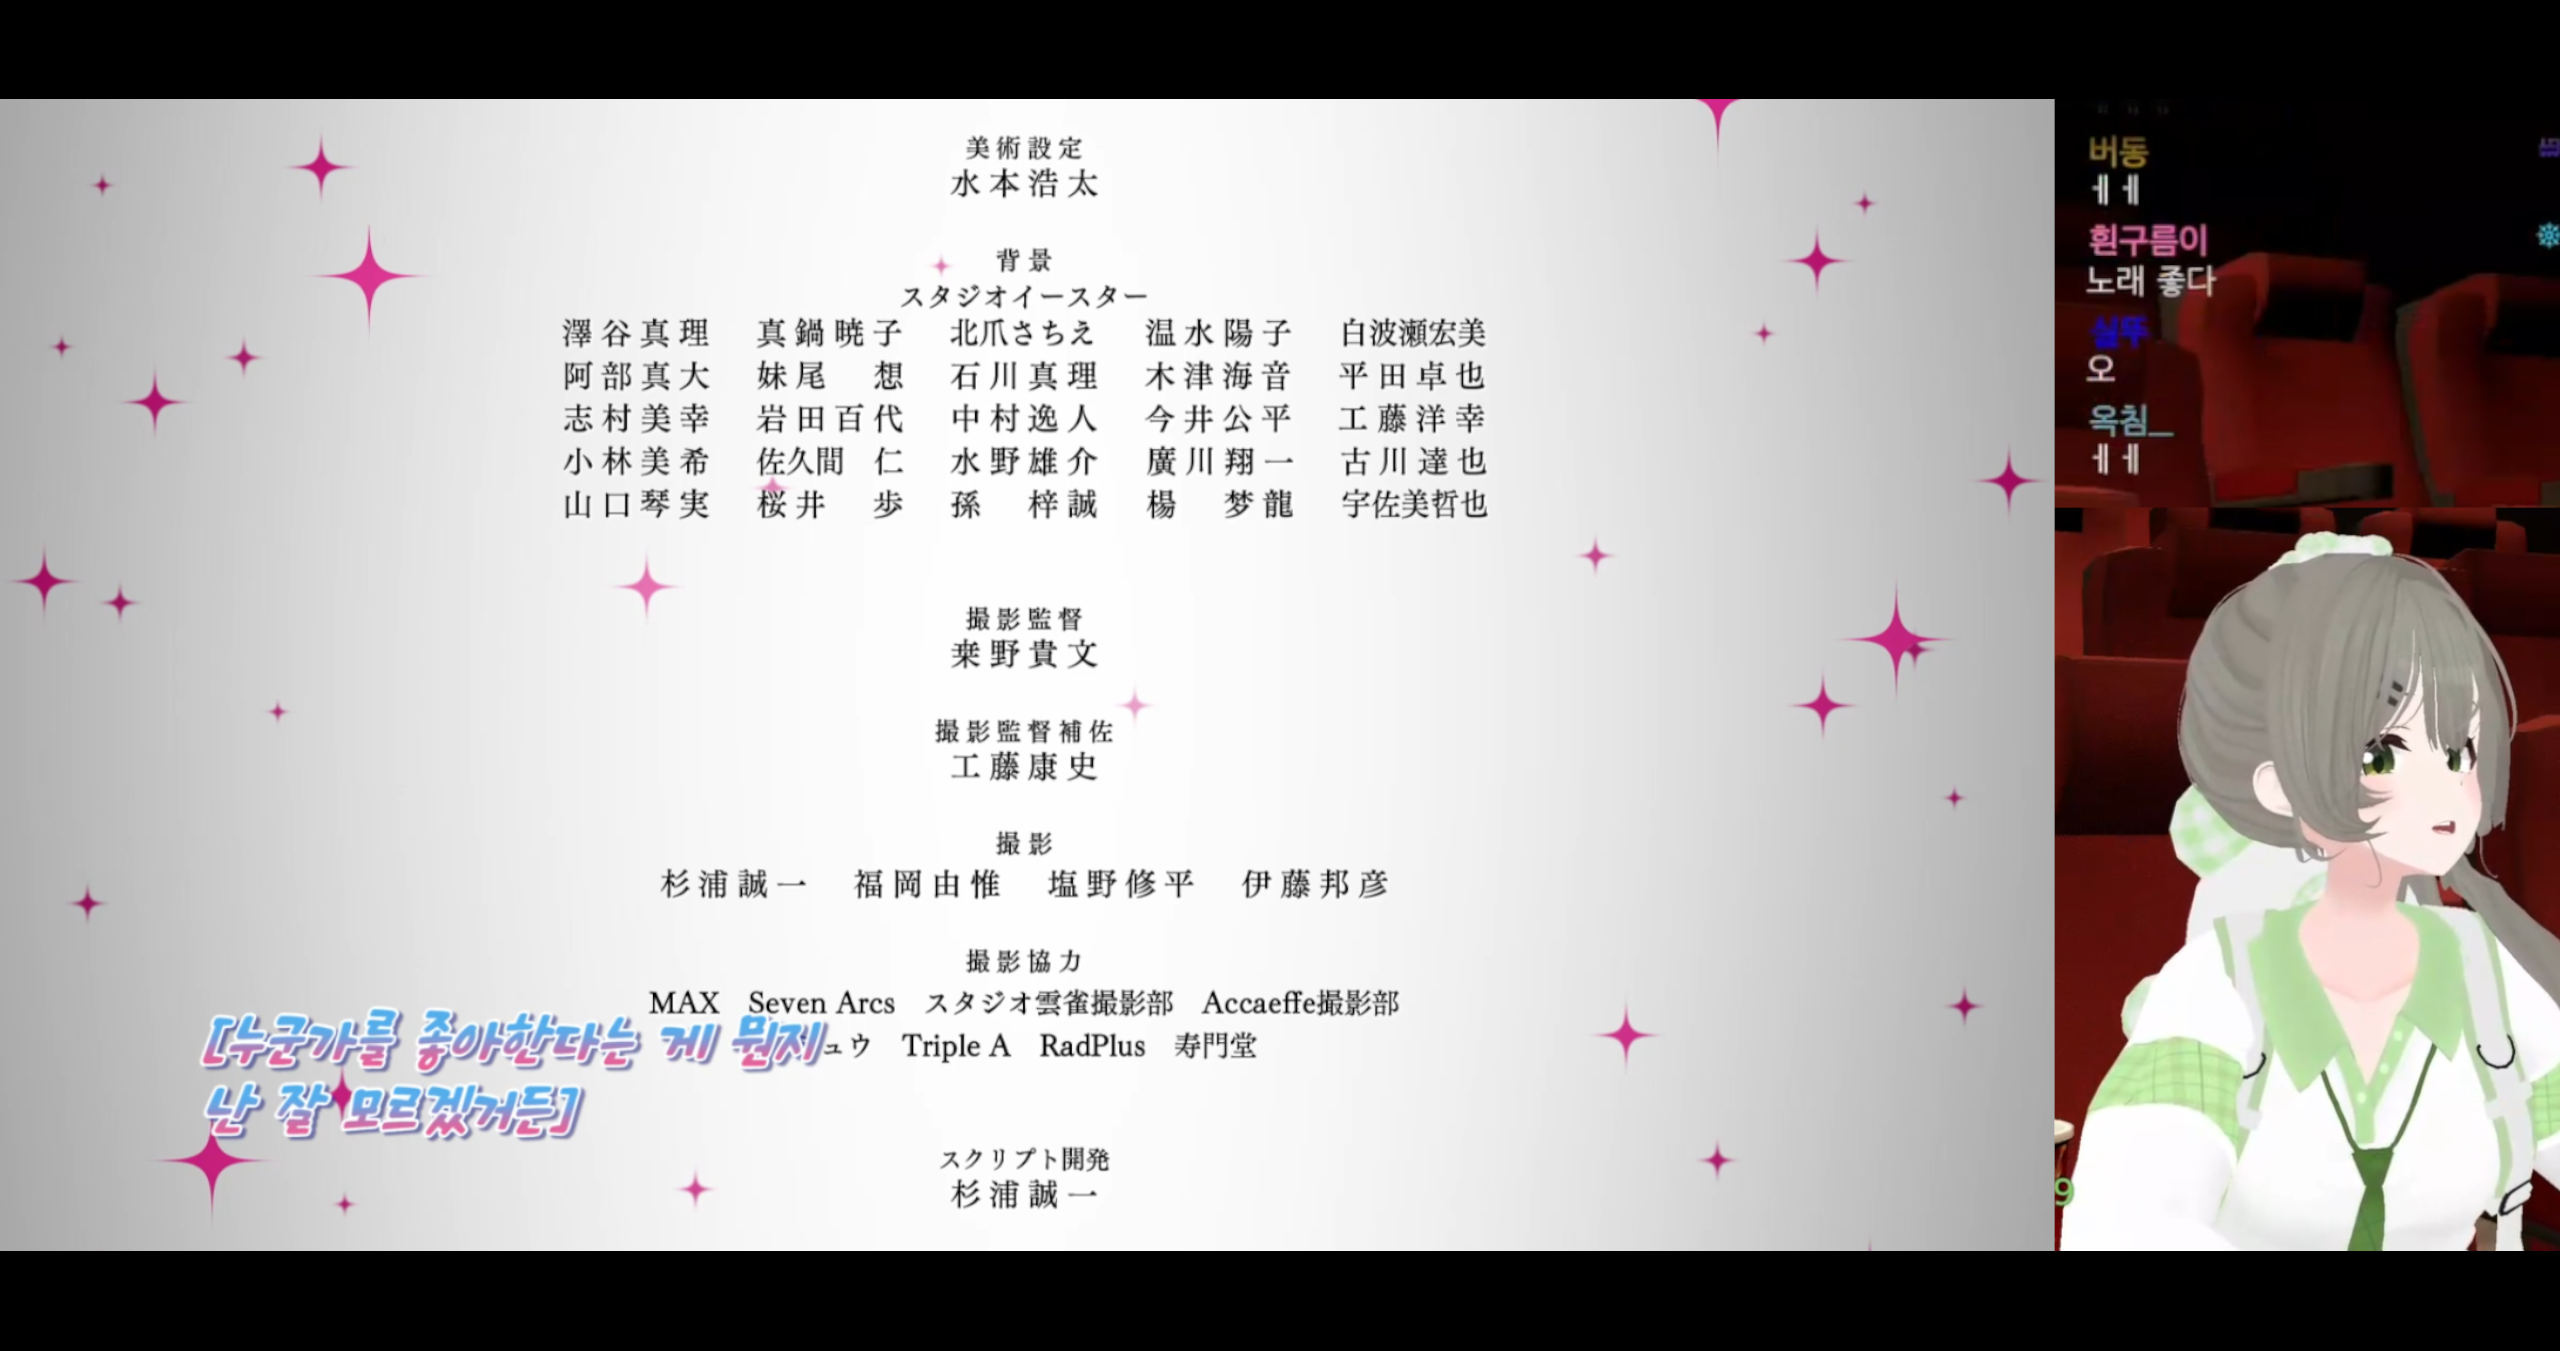 美術設定
水本浩太
背景
スタジオイースター
澤谷真理 真鍋暁子 北爪さちえ 温水陽子 白波瀬宏美
阿部真大 妹尾 想 石川真理 木津海音 平田卓也
志村美幸 岩田百代 中村逸人 今井公平 工藤洋幸
小林美希 佐久間 仁 水野雄介 廣川翔一 古川達也
山口琴実 桜井 歩 孫 梓誠 楊 梦龍 宇佐美哲也
撮影監督
桒野貴文
撮影監督補佐
工藤康史
撮影
杉浦誠一 福岡由惟 塩野修平 伊藤邦彦
撮影協力
MAX Seven Arcs スタジオ雲雀撮影部 Accaeffe撮影部
ュウ Triple A RadPlus 寿門堂
[누군가를 좋아한다는 게 뭔지
난 잘 모르겠거든]
スクリプト開発
杉浦誠一
버동
ㅔㅔ
흰구름이
노래 좋다
실뚜
오
옥침_
ㅔㅔ
9